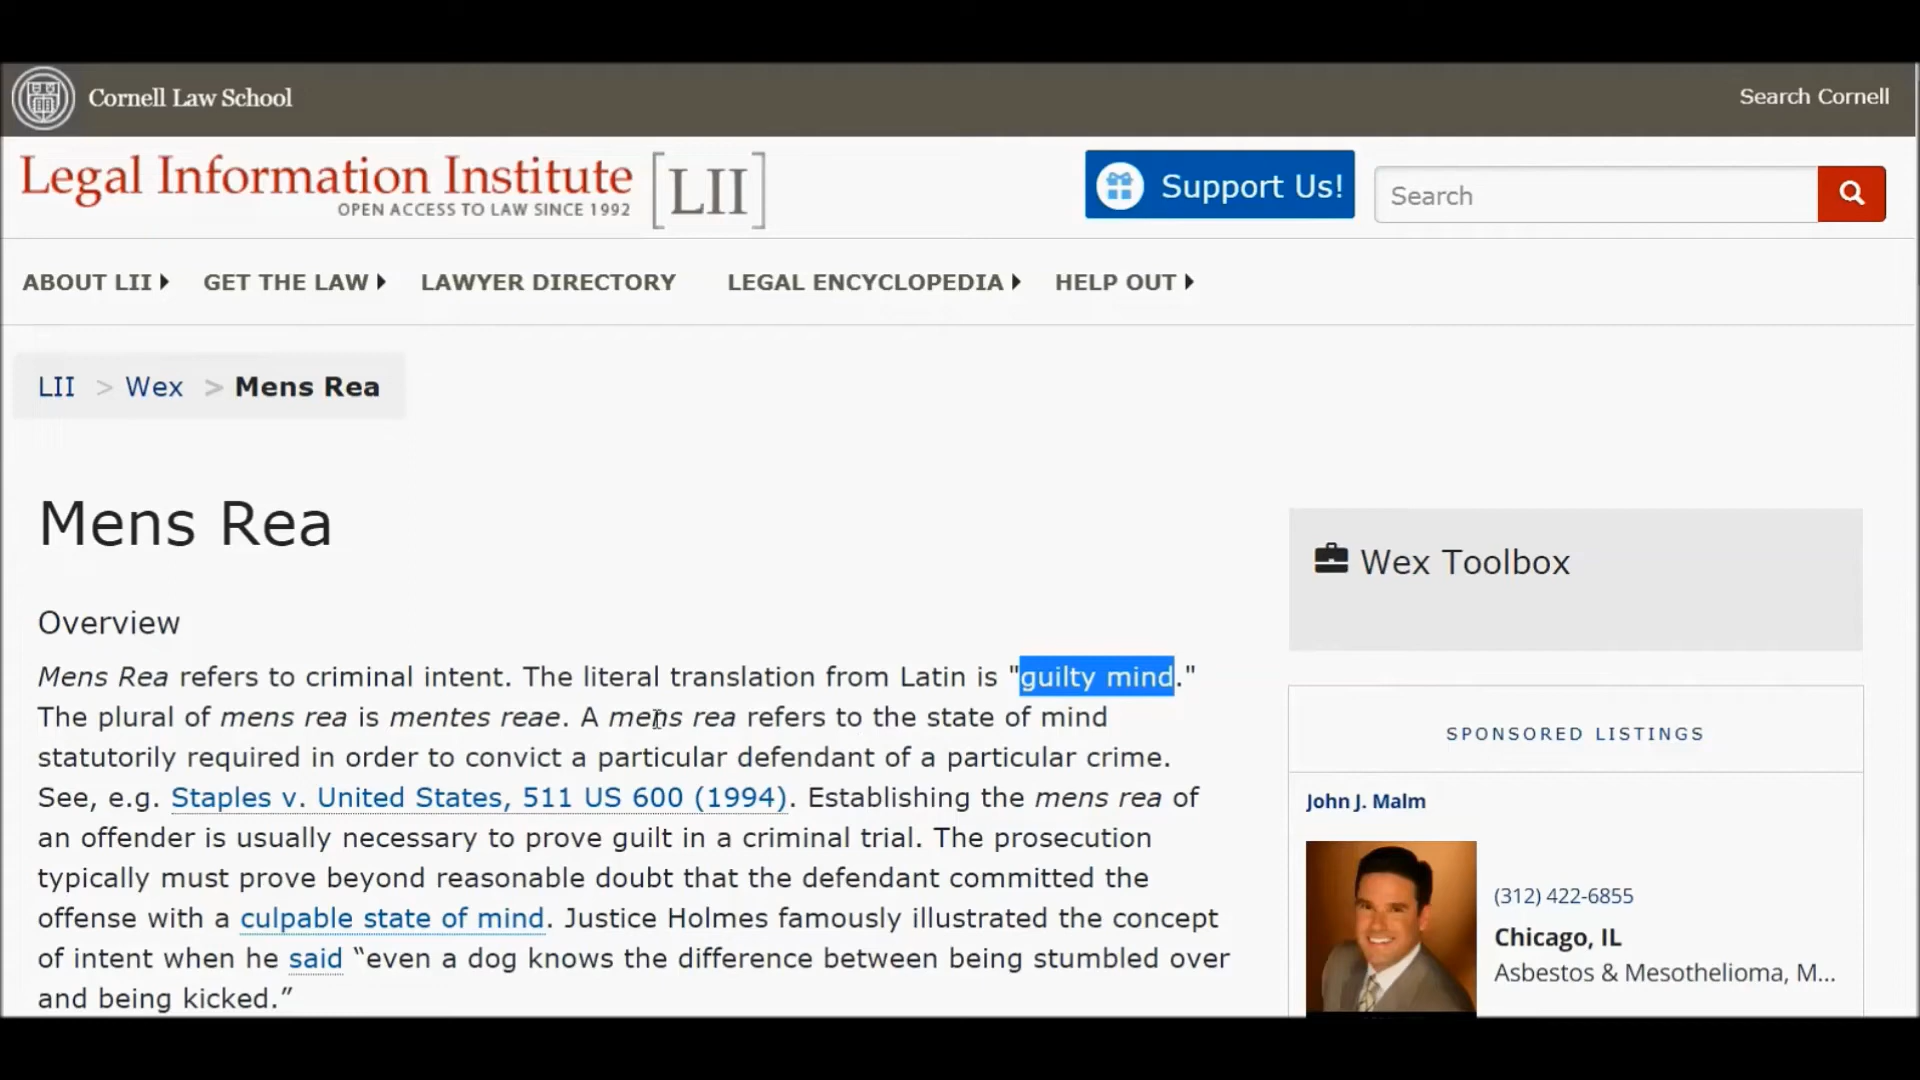 Cornell Law School
Search Cornell
Legal Information Institute
OPEN ACCESS TO LAW SINCE 1992
[LII]
Support Us!
Search
ABOUT LII
GET THE LAW
LAWYER DIRECTORY
LEGAL ENCYCLOPEDIA
HELP OUT
LII > Wex > Mens Rea
Mens Rea
Overview
Mens Rea refers to criminal intent. The literal translation from Latin is "guilty mind."
The plural of mens rea is mentes reae. A mens rea refers to the state of mind
statutorily required in order to convict a particular defendant of a particular crime.
See, e.g. Staples v. United States, 511 US 600 (1994). Establishing the mens rea of
an offender is usually necessary to prove guilt in a criminal trial. The prosecution
typically must prove beyond reasonable doubt that the defendant committed the
offense with a culpable state of mind. Justice Holmes famously illustrated the concept
of intent when he said “even a dog knows the difference between being stumbled over
and being kicked.”
Wex Toolbox
SPONSORED LISTINGS
John J. Malm
(312) 422-6855
Chicago, IL
Asbestos & Mesothelioma, M...